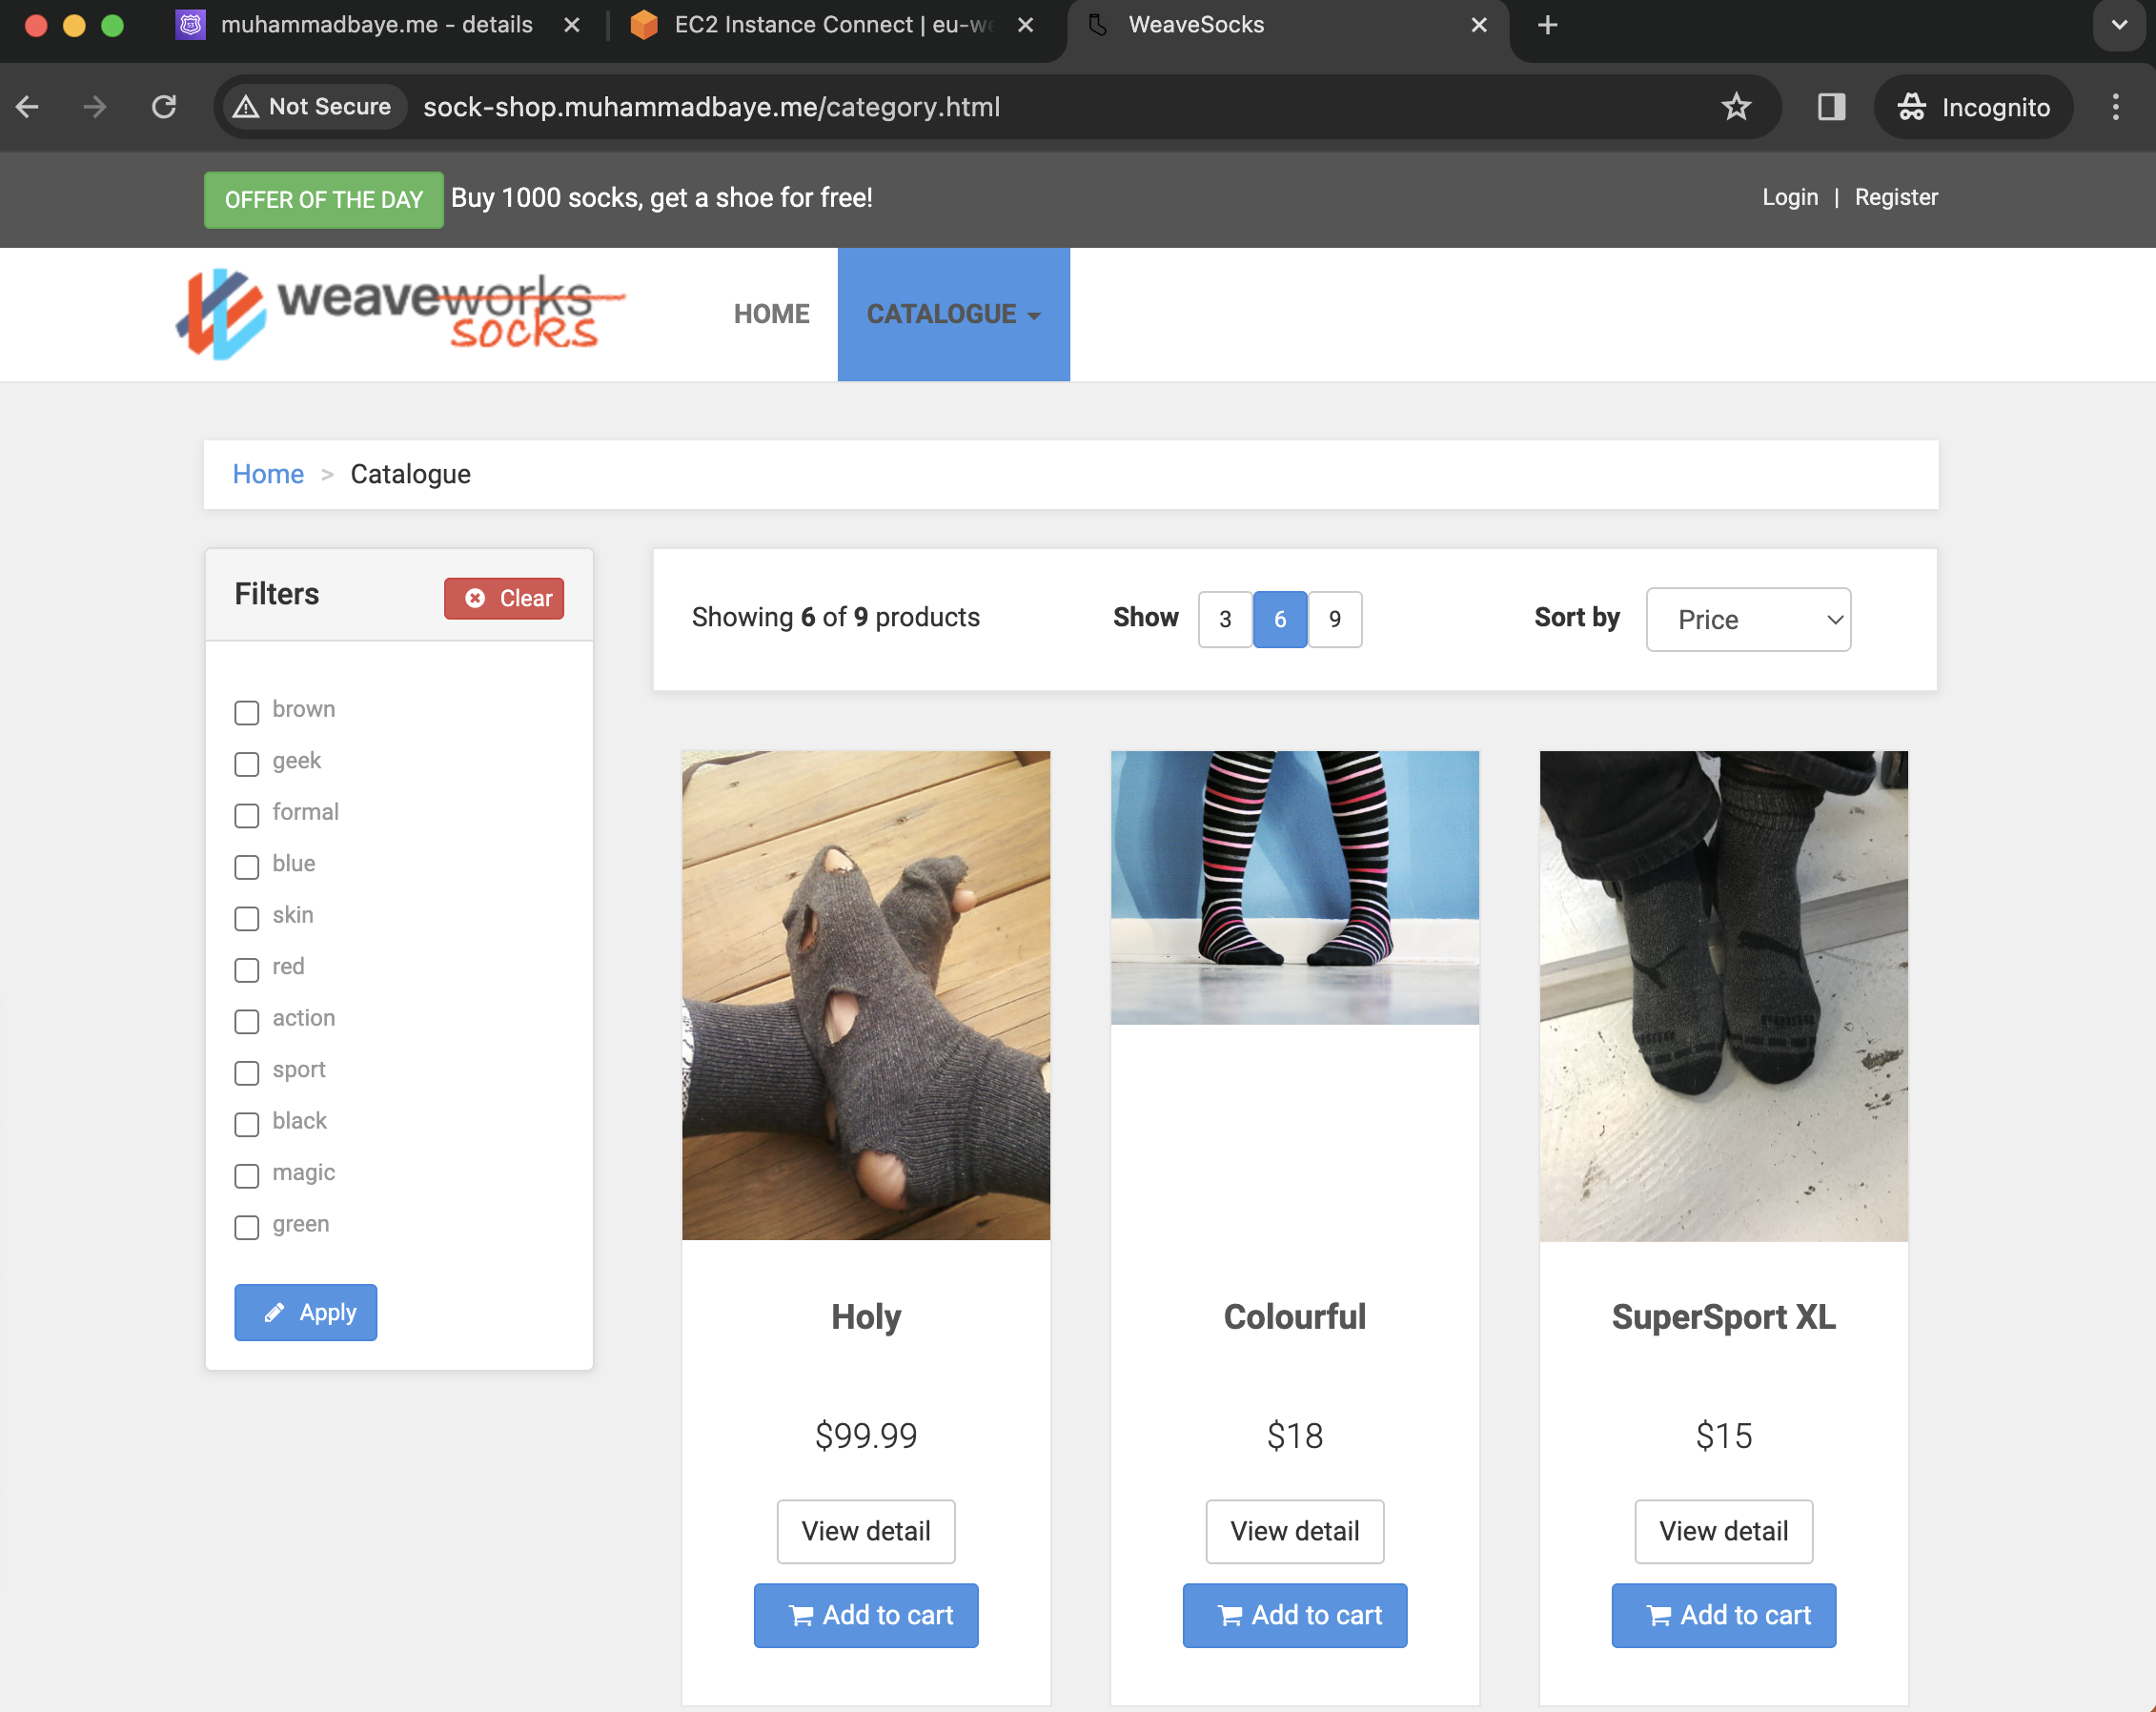 muhammadbaye.me - details
EC2 Instance Connect | eu-we
WeaveSocks
Not Secure
sock-shop.muhammadbaye.me/category.html
Incognito
OFFER OF THE DAY Buy 1000 socks, get a shoe for free!
Login | Register
weaveworks
socks
HOME
CATALOGUE
Home > Catalogue
Filters
Clear
brown
geek
formal
blue
skin
red
action
sport
black
magic
green
Apply
Showing 6 of 9 products
Show 3 6 9
Sort by Price
Holy
$99.99
View detail
Add to cart
Colourful
$18
View detail
Add to cart
SuperSport XL
$15
View detail
Add to cart